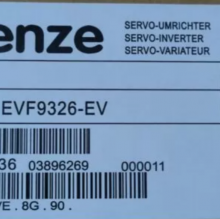 enze
SERVO-UMRICHTER
SERVO-INVERTER
SERVO-VARIATEUR
EVF9326-EV
36 03896269 000011
VE . 8G . 90 .